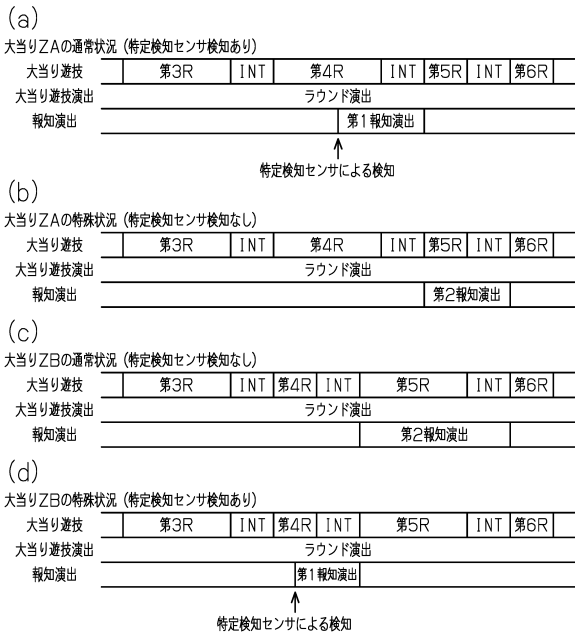 (a)
大当りZAの通常状況（特定検知センサ検知あり）
大当り遊技 第3R INT 第4R INT 第5R INT 第6R
大当り遊技演出 ラウンド演出
報知演出 第1報知演出
特定検知センサによる検知
(b)
大当りZAの特殊状況（特定検知センサ検知なし）
大当り遊技 第3R INT 第4R INT 第5R INT 第6R
大当り遊技演出 ラウンド演出
報知演出 第2報知演出
(c)
大当りZBの通常状況（特定検知センサ検知なし）
大当り遊技 第3R INT 第4R INT 第5R INT 第6R
大当り遊技演出 ラウンド演出
報知演出 第2報知演出
(d)
大当りZBの特殊状況（特定検知センサ検知あり）
大当り遊技 第3R INT 第4R INT 第5R INT 第6R
大当り遊技演出 ラウンド演出
報知演出 第1報知演出
特定検知センサによる検知